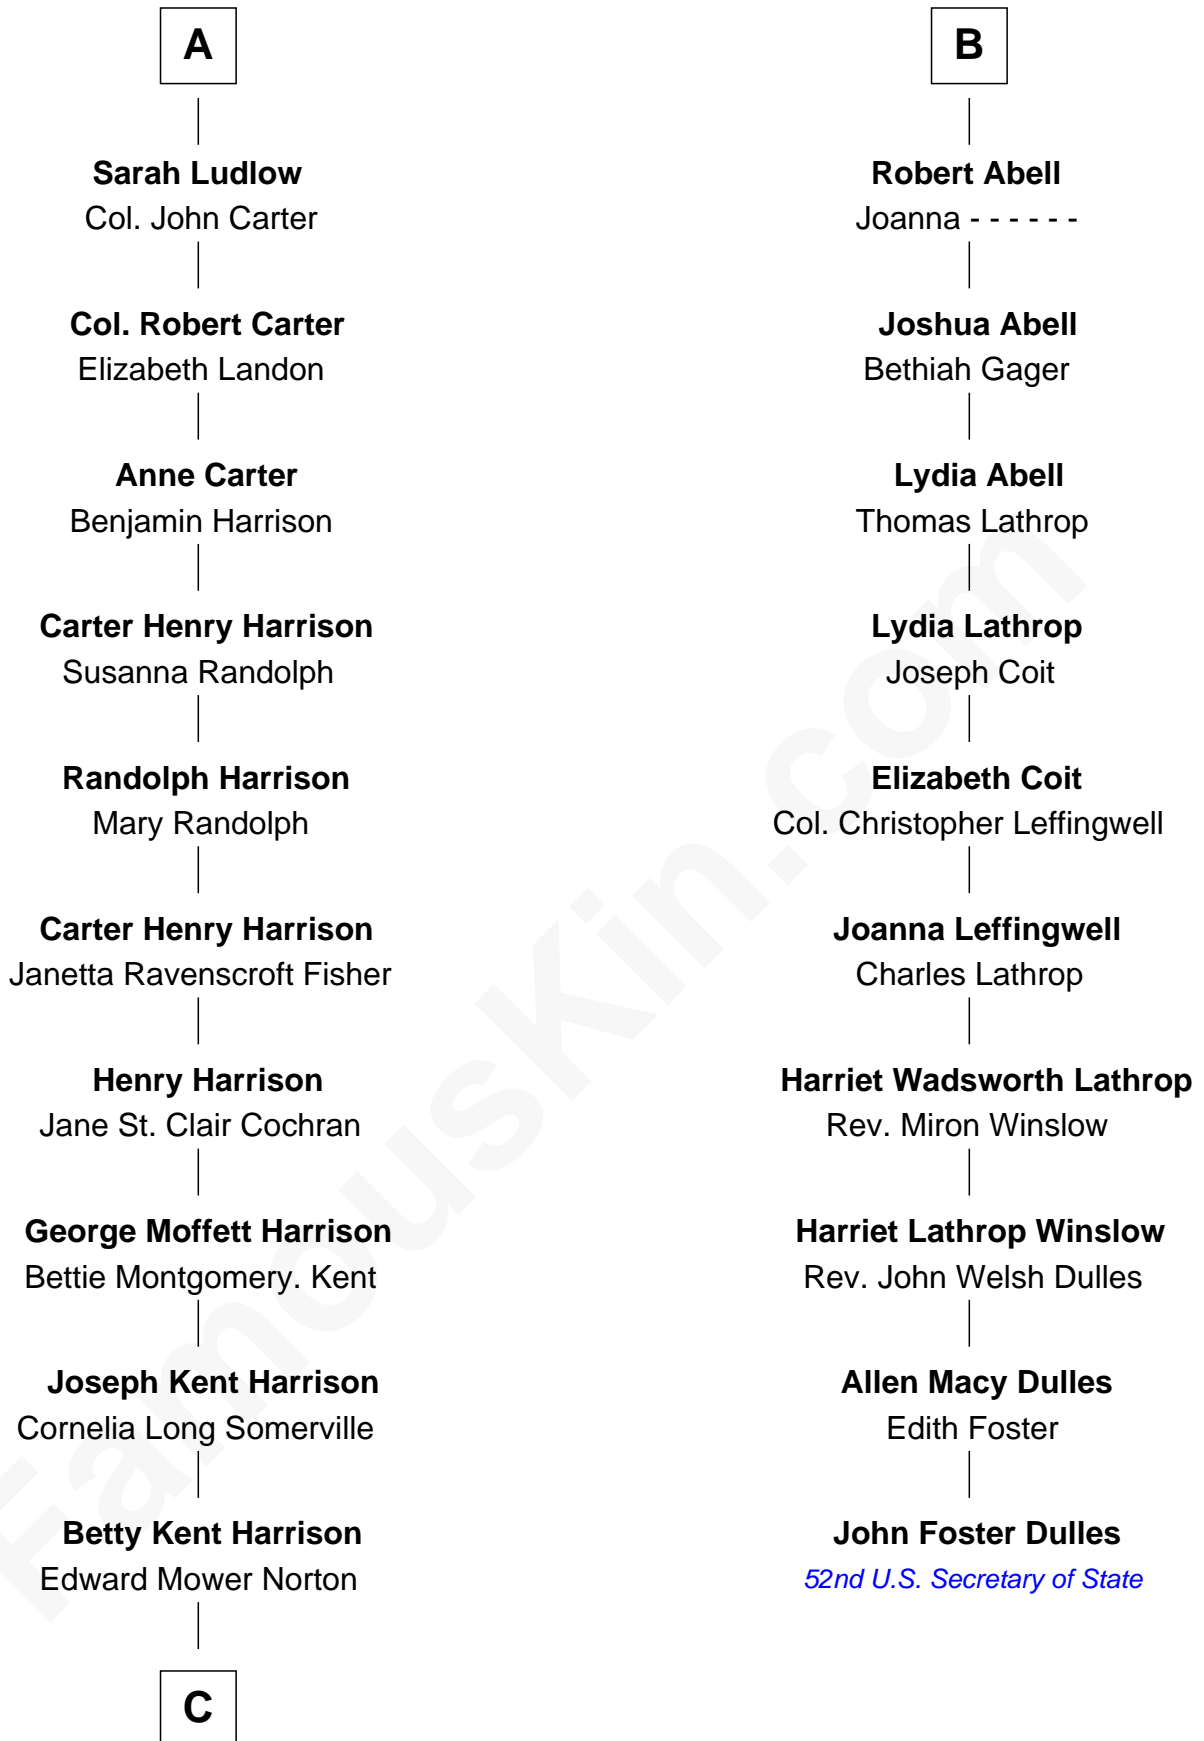 A
Sarah Ludlow
Col. John Carter
Col. Robert Carter
Elizabeth Landon
Anne Carter
Benjamin Harrison
Carter Henry Harrison
Susanna Randolph
Randolph Harrison
Mary Randolph
Carter Henry Harrison
Janetta Ravenscroft Fisher
Henry Harrison
Jane St. Clair Cochran
George Moffett Harrison
Bettie Montgomery. Kent
Joseph Kent Harrison
Cornelia Long Somerville
Betty Kent Harrison
Edward Mower Norton
C
B
Robert Abell
Joanna - - - - - -
Joshua Abell
Bethiah Gager
Lydia Abell
Thomas Lathrop
Lydia Lathrop
Joseph Coit
Elizabeth Coit
Col. Christopher Leffingwell
Joanna Leffingwell
Charles Lathrop
Harriet Wadsworth Lathrop
Rev. Miron Winslow
Harriet Lathrop Winslow
Rev. John Welsh Dulles
Allen Macy Dulles
Edith Foster
John Foster Dulles
52nd U.S. Secretary of State
FamousKin.com